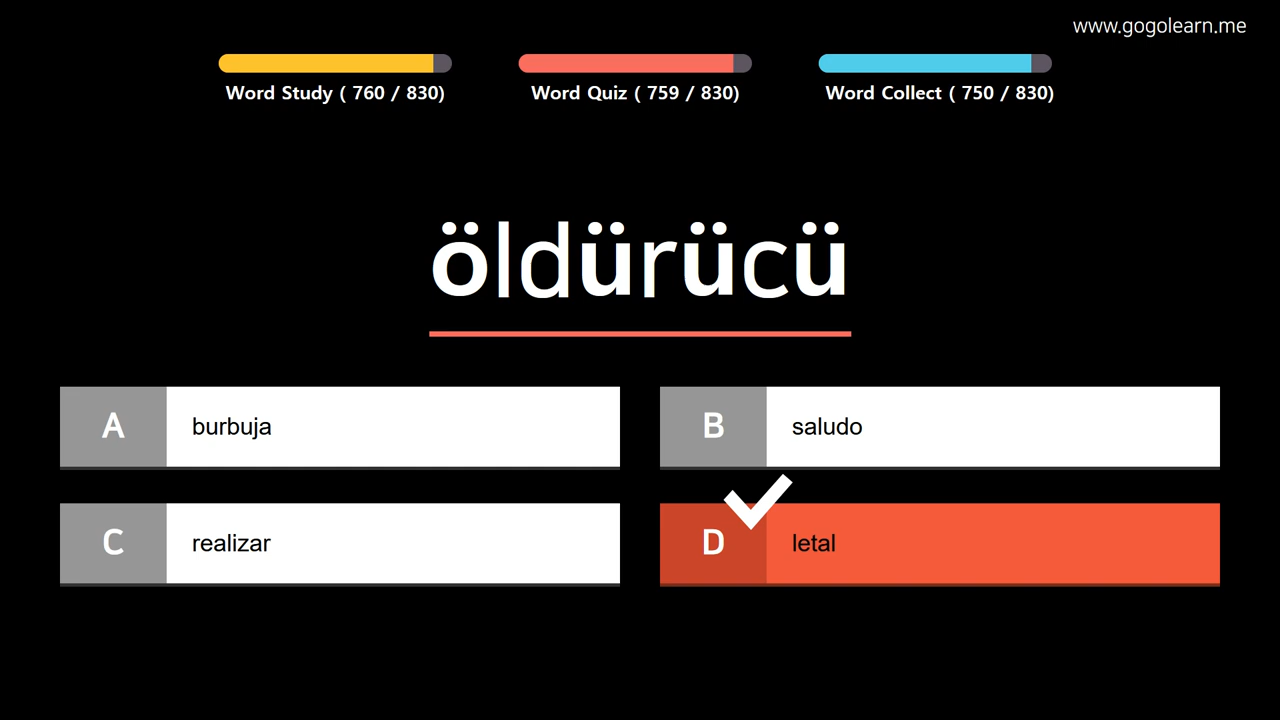 www.gogolearn.me
Word Study ( 760 / 830)
Word Quiz ( 759 / 830)
Word Collect ( 750 / 830)
öldürücü
A burbuja
B saludo
C realizar
D letal